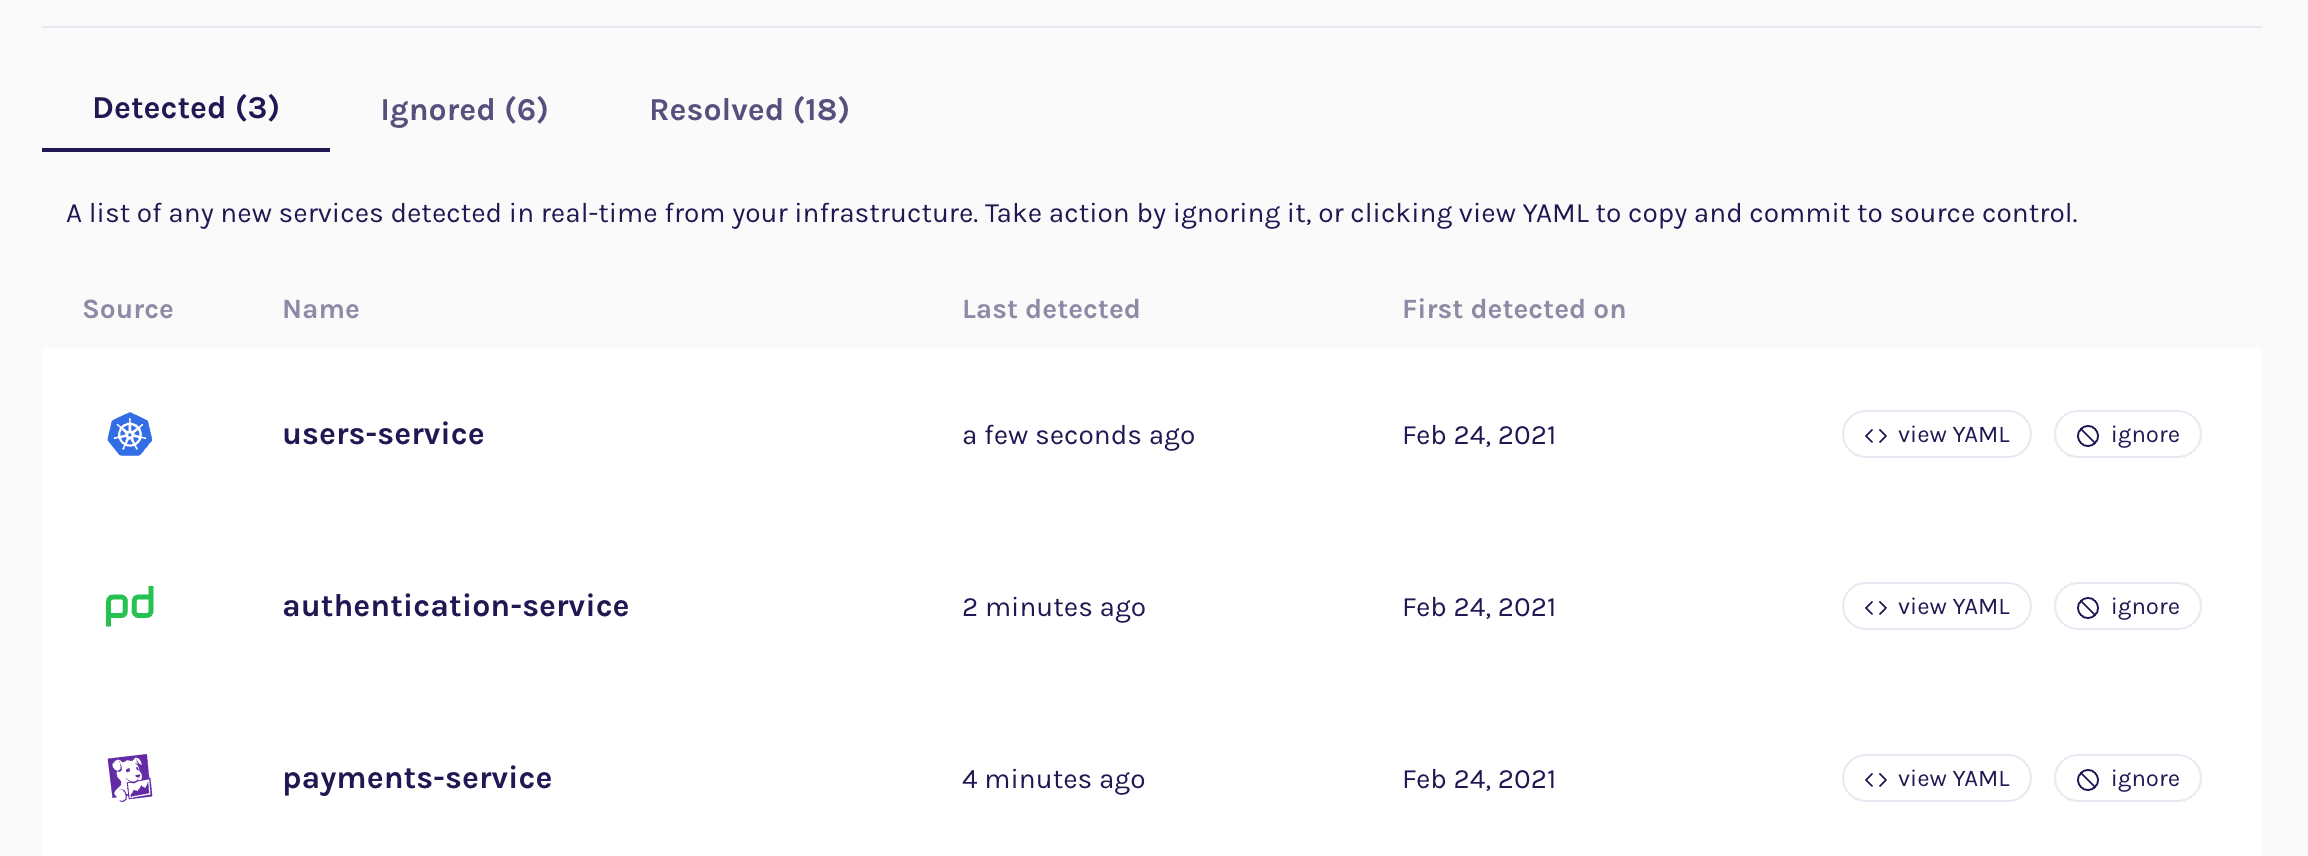 Detected (3) Ignored (6) Resolved (18)
A list of any new services detected in real-time from your infrastructure. Take action by ignoring it, or clicking view YAML to copy and commit to source control.
Source Name Last detected First detected on
users-service a few seconds ago Feb 24, 2021 <> view YAML ignore
pd authentication-service 2 minutes ago Feb 24, 2021 <> view YAML ignore
payments-service 4 minutes ago Feb 24, 2021 <> view YAML ignore